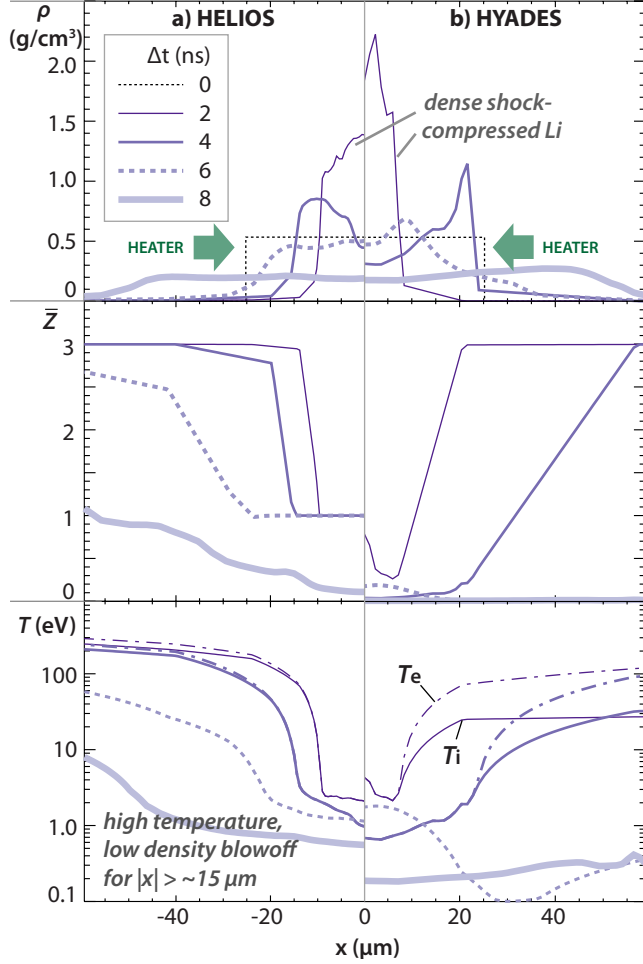 a) HELIOS
b) HYADES
ρ
(g/cm³)
Δt (ns)
0
2
4
6
8
2.0
1.5
1.0
0.5
0
dense shock-
compressed Li
HEATER
HEATER
Z̅
3
2
1
0
T (eV)
100
10
1.0
0.1
Te
Ti
high temperature,
low density blowoff
for |x| > ~15 μm
-40
-20
0
20
40
x (μm)